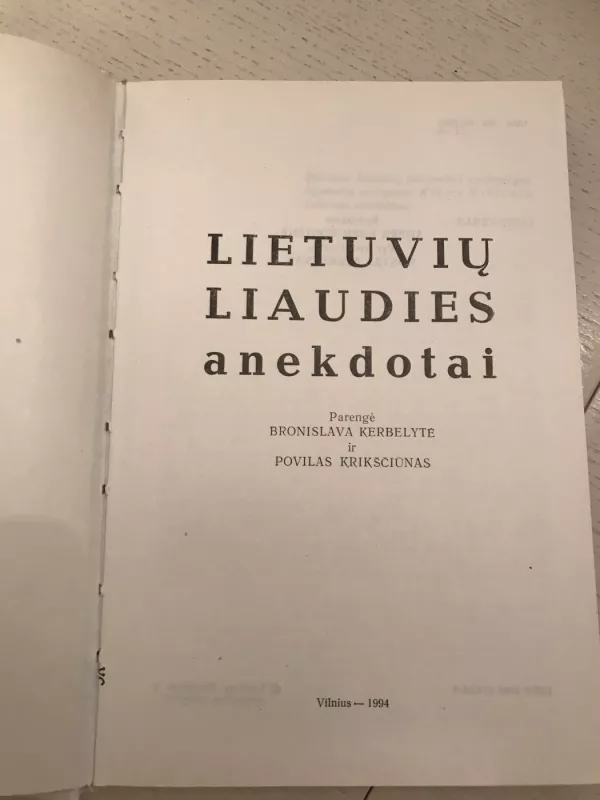 LIETUVIŲ
LIAUDIES
anekdotai
Parengė
BRONISLAVA KERBELYTĖ
ir
POVILAS KRIKŠČIŪNAS
Vilnius — 1994